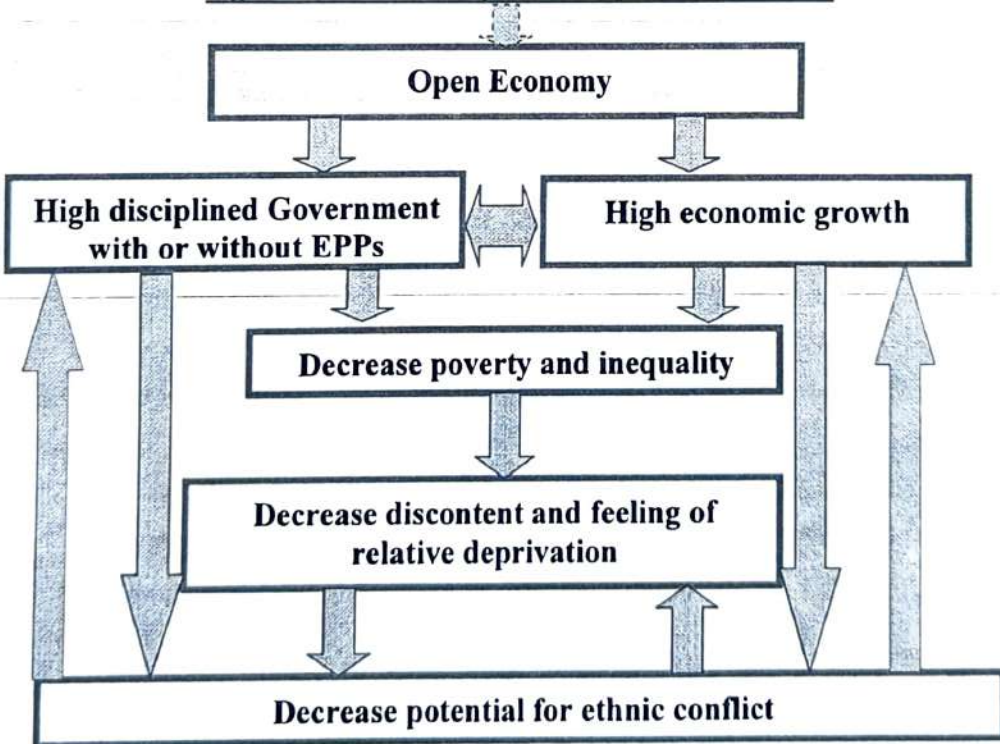 Open Economy
High disciplined Government
with or without EPPs
High economic growth
Decrease poverty and inequality
Decrease discontent and feeling of
relative deprivation
Decrease potential for ethnic conflict